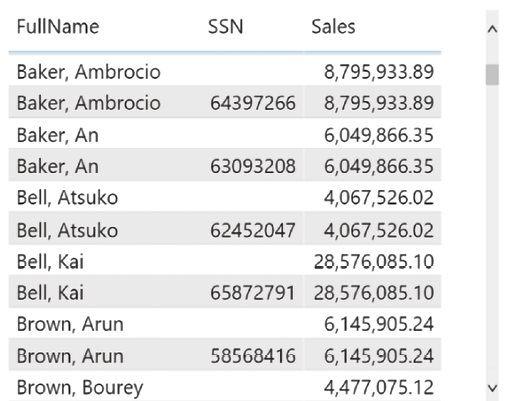 FullName SSN Sales
Baker, Ambrocio 8,795,933.89
Baker, Ambrocio 64397266 8,795,933.89
Baker, An 6,049,866.35
Baker, An 63093208 6,049,866.35
Bell, Atsuko 4,067,526.02
Bell, Atsuko 62452047 4,067,526.02
Bell, Kai 28,576,085.10
Bell, Kai 65872791 28,576,085.10
Brown, Arun 6,145,905.24
Brown, Arun 58568416 6,145,905.24
Brown, Bourey 4,477,075.12